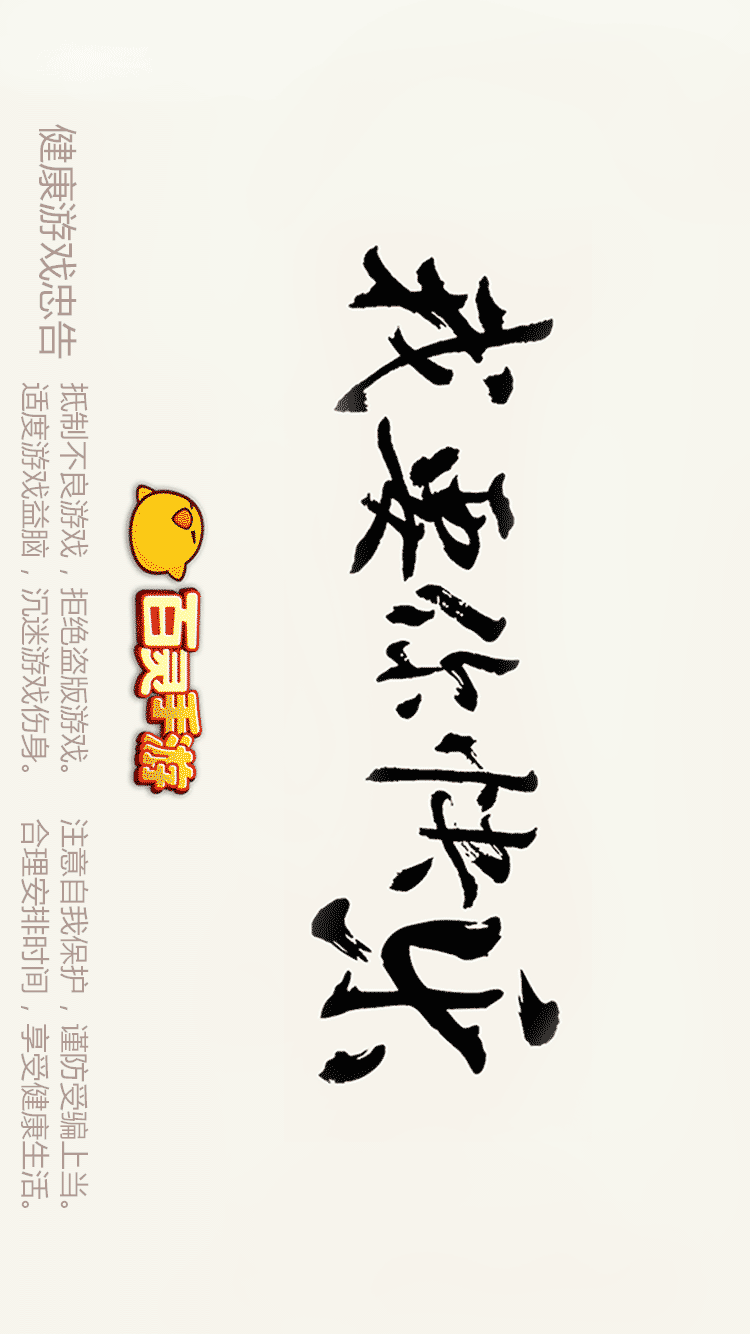 我要你快乐
百灵手游
健康游戏忠告
抵制不良游戏，拒绝盗版游戏。 注意自我保护，谨防受骗上当。
适度游戏益脑，沉迷游戏伤身。 合理安排时间，享受健康生活。